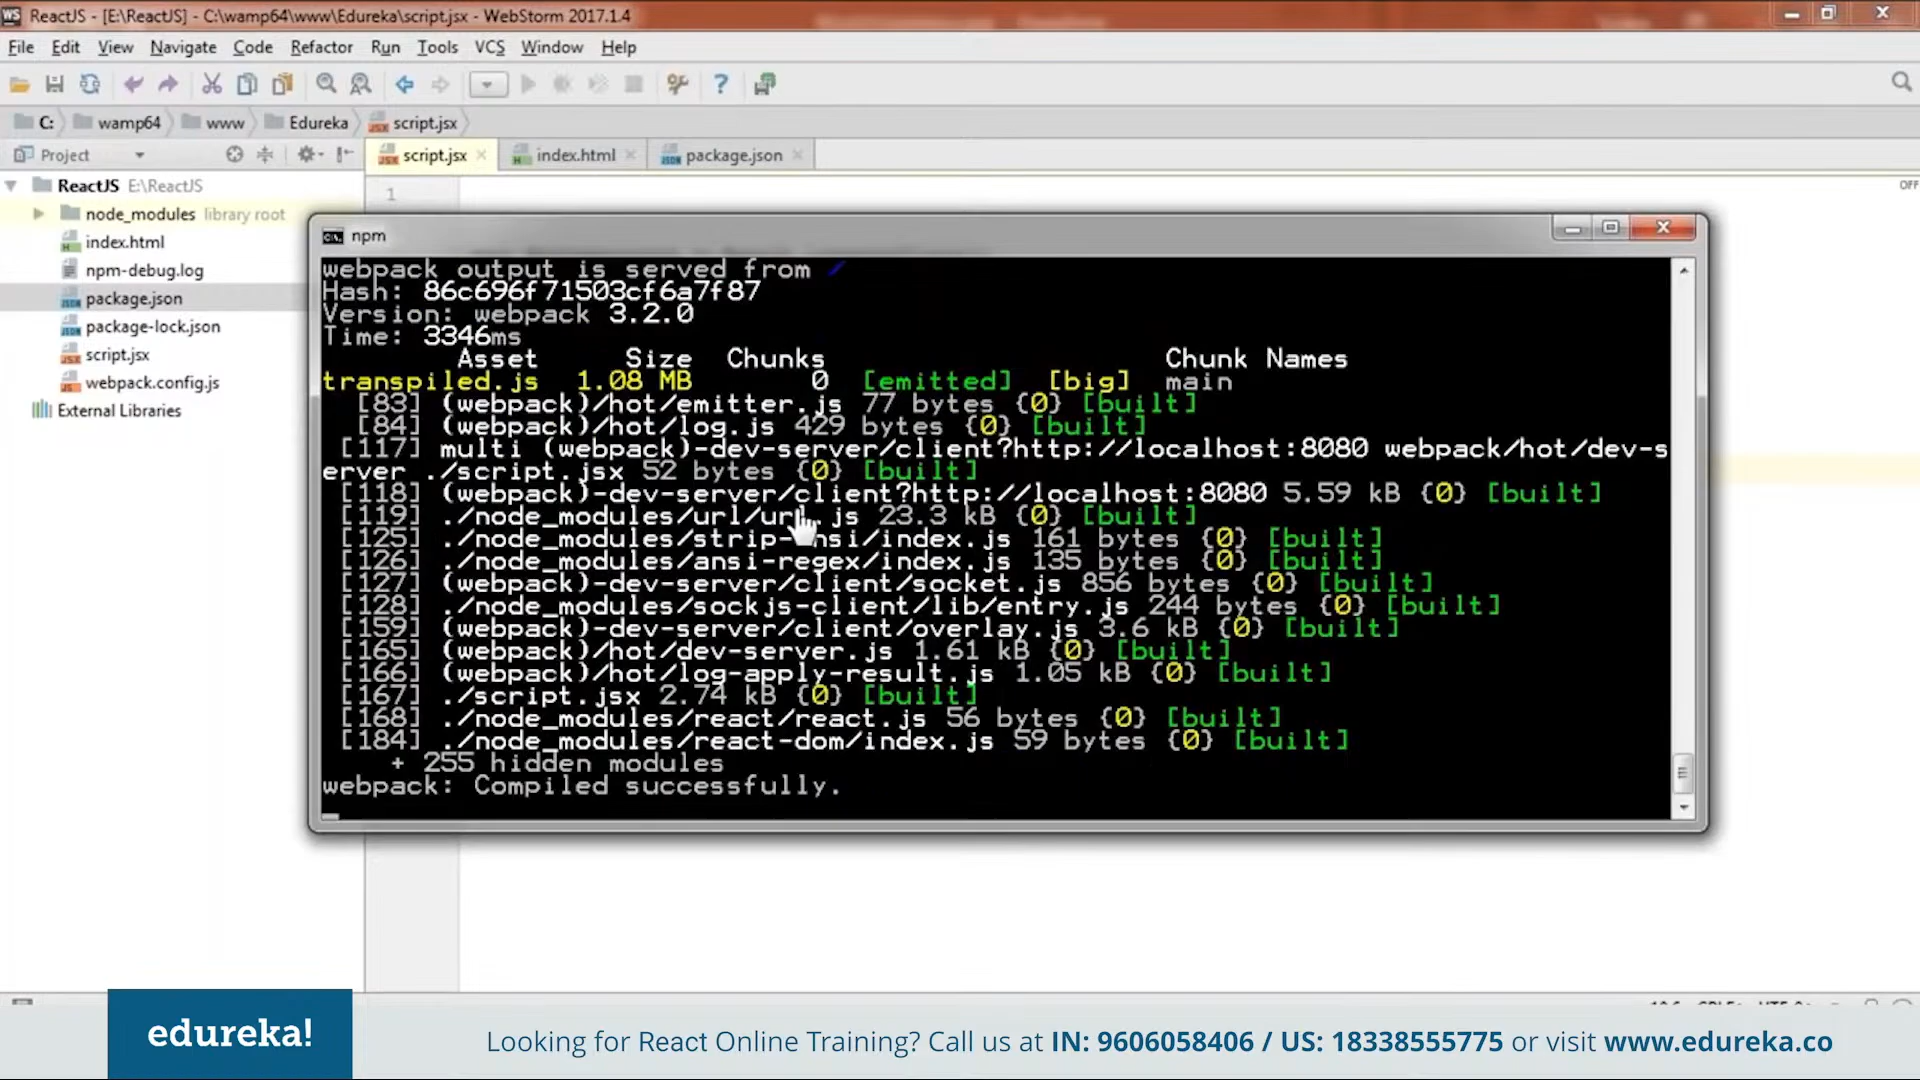 WS ReactJS - [E:\ReactJS] - C:\wamp64\www\Edureka\script.jsx - WebStorm 2017.1.4
File Edit View Navigate Code Refactor Run Tools VCS Window Help
C: wamp64 www Edureka script.jsx
Project
script.jsx index.html package.json
ReactJS E:\ReactJS
1
OFF
node_modules library root
index.html
npm-debug.log
package.json
package-lock.json
script.jsx
webpack.config.js
External Libraries
npm
webpack output is served from /
Hash: 86c696f71503cf6a7f87
Version: webpack 3.2.0
Time: 3346ms
Asset Size Chunks Chunk Names
transpiled.js 1.08 MB 0 [emitted] [big] main
[83] (webpack)/hot/emitter.js 77 bytes {0} [built]
[84] (webpack)/hot/log.js 429 bytes {0} [built]
[117] multi (webpack)-dev-server/client?http://localhost:8080 webpack/hot/dev-s
erver ./script.jsx 52 bytes {0} [built]
[118] (webpack)-dev-server/client?http://localhost:8080 5.59 kB {0} [built]
[119] ./node_modules/url/url.js 23.3 kB {0} [built]
[125] ./node_modules/strip-ansi/index.js 161 bytes {0} [built]
[126] ./node_modules/ansi-regex/index.js 135 bytes {0} [built]
[127] (webpack)-dev-server/client/socket.js 856 bytes {0} [built]
[128] ./node_modules/sockjs-client/lib/entry.js 244 bytes {0} [built]
[159] (webpack)-dev-server/client/overlay.js 3.6 kB {0} [built]
[165] (webpack)/hot/dev-server.js 1.61 kB {0} [built]
[166] (webpack)/hot/log-apply-result.js 1.05 kB {0} [built]
[167] ./script.jsx 2.74 kB {0} [built]
[168] ./node_modules/react/react.js 56 bytes {0} [built]
[184] ./node_modules/react-dom/index.js 59 bytes {0} [built]
+ 255 hidden modules
webpack: Compiled successfully.
edureka!
Looking for React Online Training? Call us at IN: 9606058406 / US: 18338555775 or visit www.edureka.co